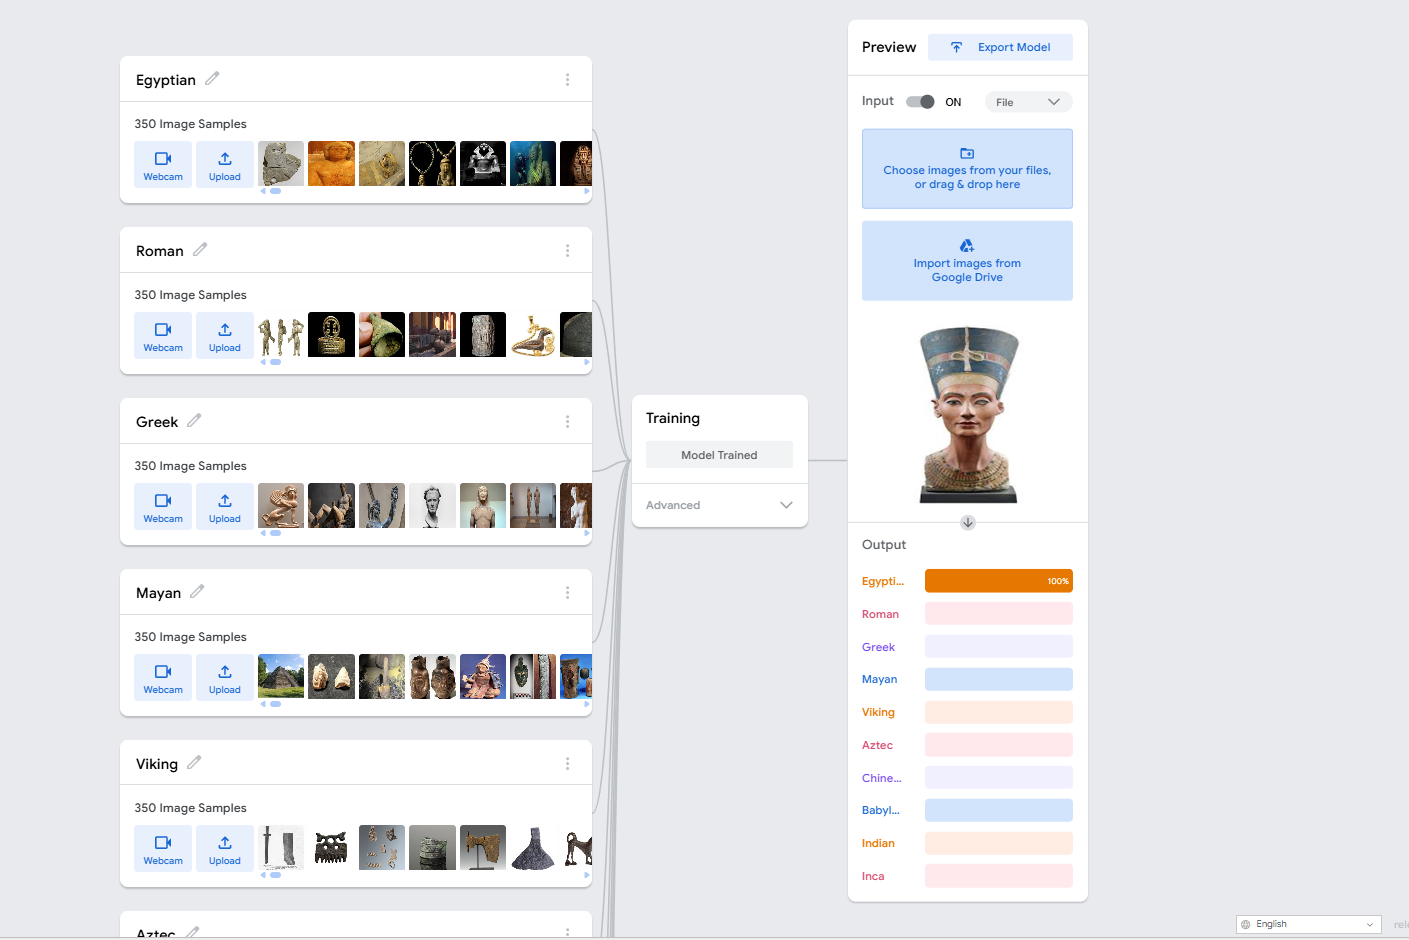 Egyptian
350 Image Samples
Webcam
Upload
Roman
350 Image Samples
Webcam
Upload
Greek
350 Image Samples
Webcam
Upload
Mayan
350 Image Samples
Webcam
Upload
Viking
350 Image Samples
Webcam
Upload
Aztec
Training
Model Trained
Advanced
Preview
Export Model
Input
ON
File
Choose images from your files,
or drag & drop here
Import images from
Google Drive
Output
Egypti...
100%
Roman
Greek
Mayan
Viking
Aztec
Chine...
Babyl...
Indian
Inca
English